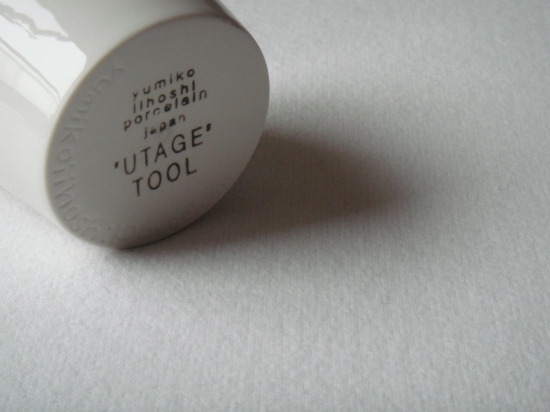 yumiko
iihoshi
porcelain
japan
"UTAGE"
TOOL